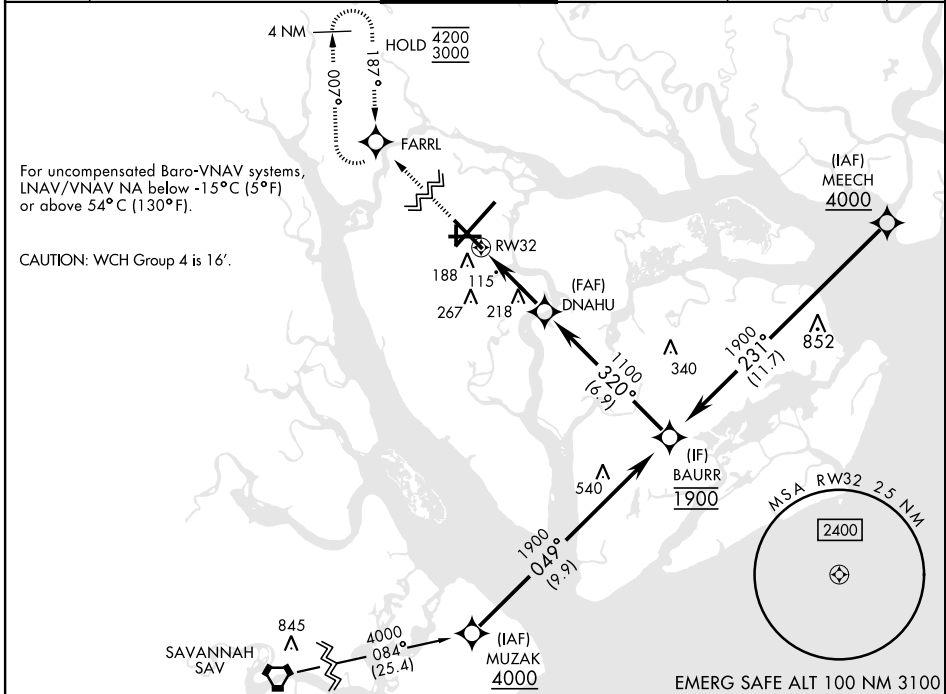 4 NM
HOLD 4200
3000
007°
187°
FARRL
For uncompensated Baro-VNAV systems,
LNAV/VNAV NA below -15°C (5°F)
or above 54°C (130°F).
CAUTION: WCH Group 4 is 16'.
(IAF)
MEECH
4000
RW32
188
115
267
218
(FAF)
DNAHU
1900
231°
(11.7)
852
340
1100
320°
(6.9)
(IF)
BAURR
1900
540
MSA RW32 25 NM
2400
1900
049°
(9.9)
845
SAVANNAH
SAV
4000
084°
(25.4)
(IAF)
MUZAK
4000
EMERG SAFE ALT 100 NM 3100